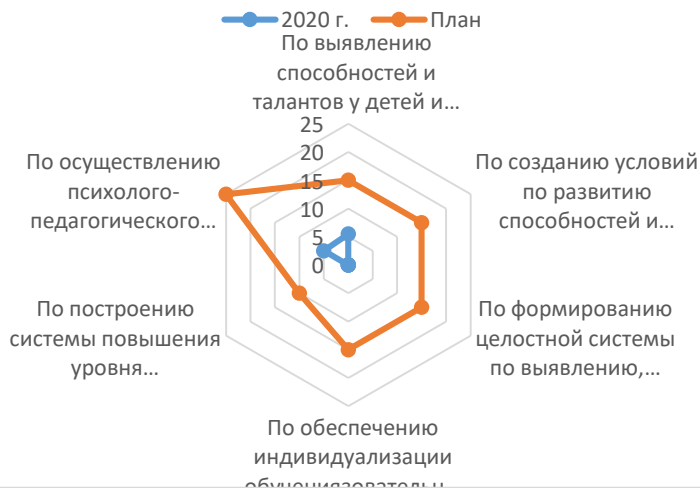 2020 г. План
По выявлению
способностей и
талантов у детей и…
25
20
15
10
5
0
По созданию условий
по развитию
способностей и…
По формированию
целостной системы
по выявлению,…
По обеспечению
индивидуализации
обучениязовательн…
По построению
системы повышения
уровня…
По осуществлению
психолого-
педагогического…